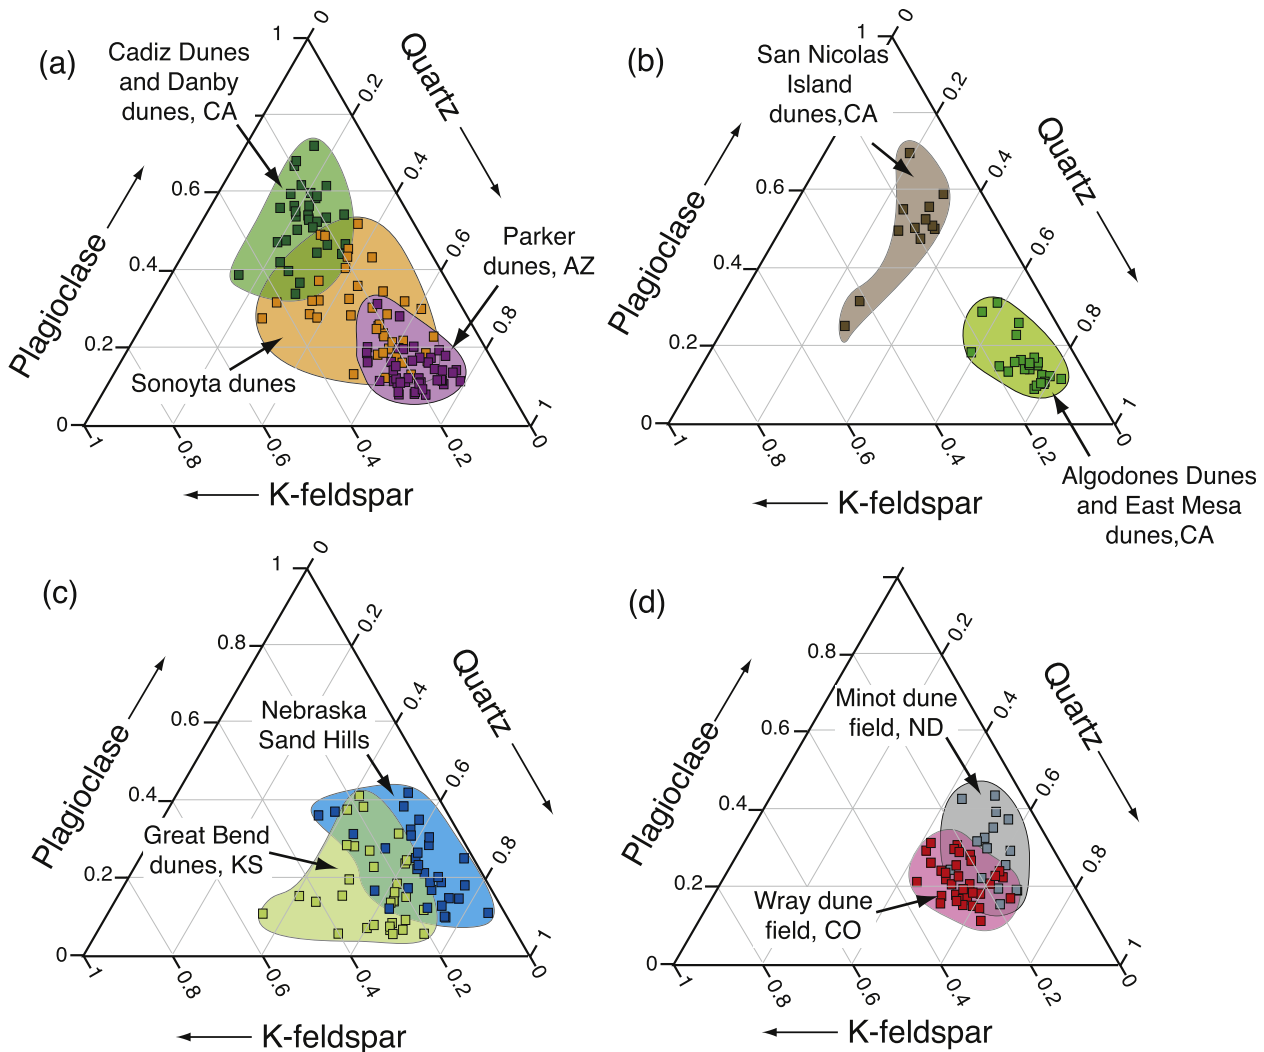 (a)
Cadiz Dunes
and Danby
dunes, CA
1
0
Quartz
0.2
0.4
0.6
0.8
1
Plagioclase
0.6
0.4
0.2
0
Parker
dunes, AZ
Sonoyta dunes
1
0.8
0.6
0.4
0.2
0
K-feldspar
(b)
San Nicolas
Island
dunes,CA
1
0
0.2
Quartz
0.4
0.6
0.8
1
Plagioclase
0.6
0.4
0.2
0
1
0.8
0.6
0.4
0.2
0
K-feldspar
Algodones Dunes
and East Mesa
dunes,CA
(c)
1
0
0.2
Quartz
0.4
0.6
0.8
1
Plagioclase
0.8
0.6
0.4
0.2
0
Nebraska
Sand Hills
Great Bend
dunes, KS
1
0.8
0.6
0.4
0.2
0
K-feldspar
(d)
0.2
Quartz
0.4
0.6
0.8
1
Plagioclase
0.8
0.6
0.4
0.2
0
Minot dune
field, ND
Wray dune
field, CO
1
0.8
0.6
0.4
0.2
0
K-feldspar